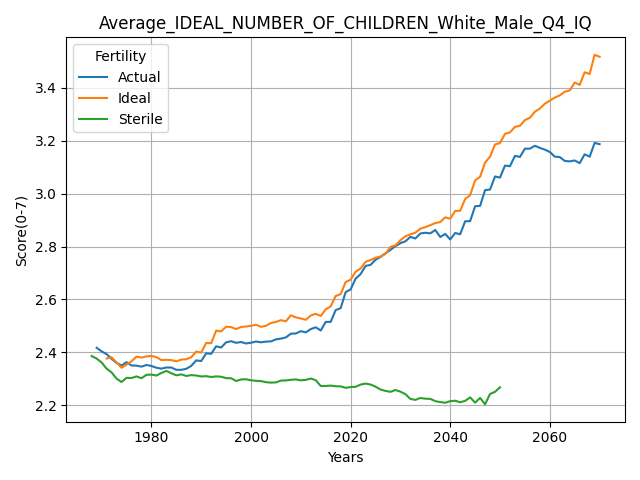 Average_IDEAL_NUMBER_OF_CHILDREN_White_Male_Q4_IQ
Fertility
Actual
Ideal
Sterile
Score(0-7)
3.4
3.2
3.0
2.8
2.6
2.4
2.2
1980
2000
2020
2040
2060
Years